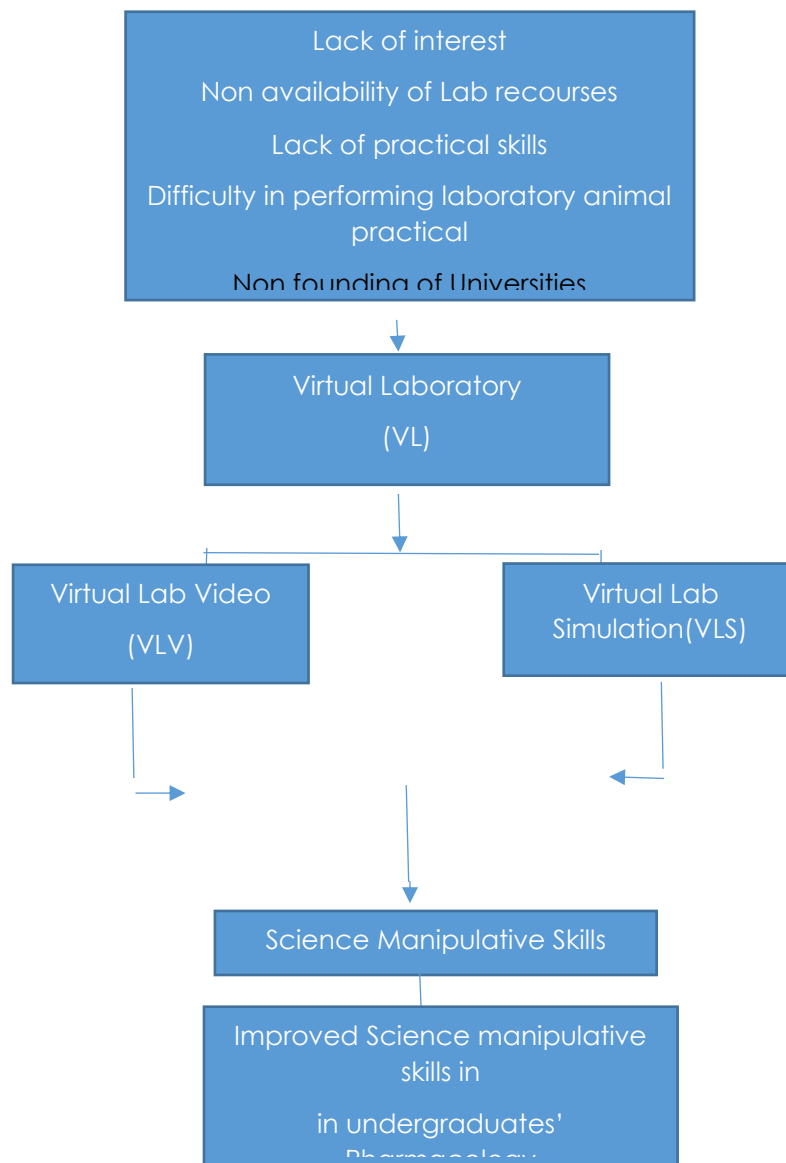 Lack of interest
Non availability of Lab recourses
Lack of practical skills
Difficulty in performing laboratory animal
practical
Non founding of Universities
Virtual Laboratory
(VL)
Virtual Lab Video
(VLV)
Virtual Lab
Simulation(VLS)
Science Manipulative Skills
Improved Science manipulative
skills in
in undergraduates’
Pharmacology